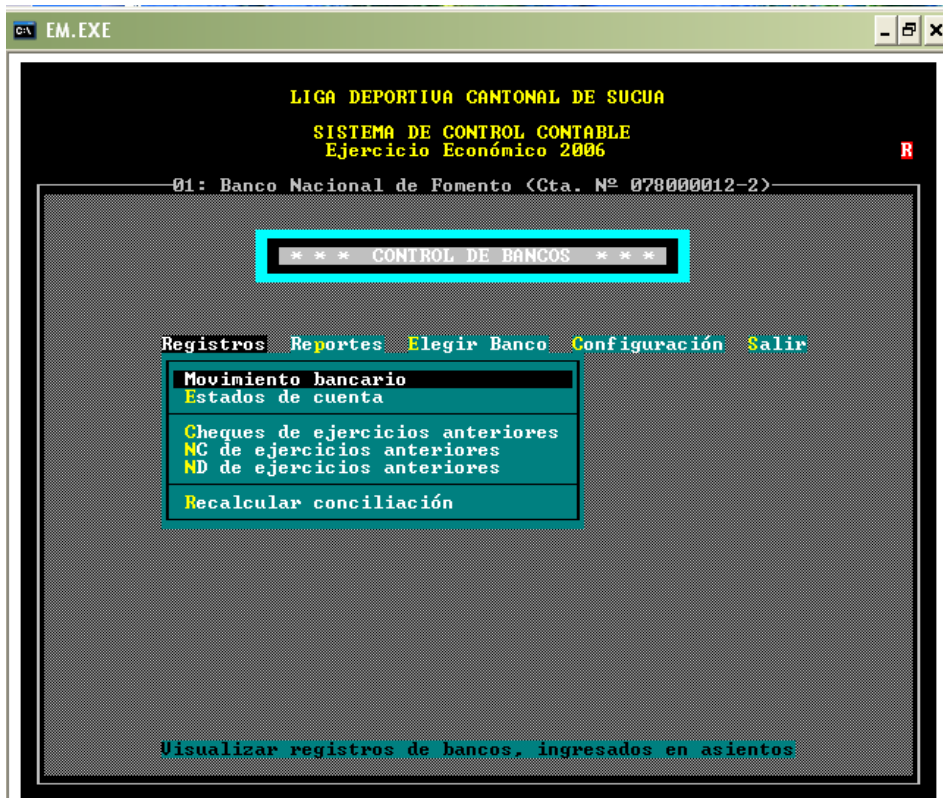 EM.EXE
LIGA DEPORTIVA CANTONAL DE SUCUA
SISTEMA DE CONTROL CONTABLE
Ejercicio Económico 2006
R
01: Banco Nacional de Fomento (Cta. Nº 078000012-2)
* * * CONTROL DE BANCOS * * *
Registros Reportes Elegir Banco Configuración Salir
Movimiento bancario
Estados de cuenta
Cheques de ejercicios anteriores
NC de ejercicios anteriores
ND de ejercicios anteriores
Recalcular conciliación
Visualizar registros de bancos, ingresados en asientos